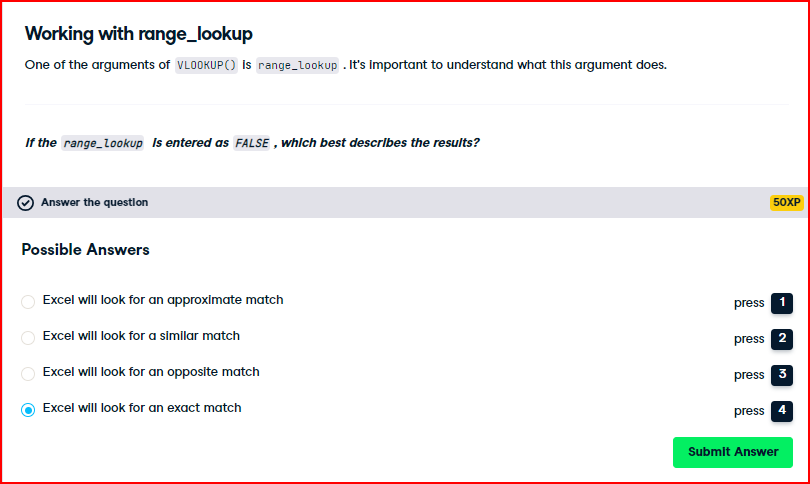 Working with range_lookup
One of the arguments of VLOOKUP() is range_lookup . It's important to understand what this argument does.
If the range_lookup is entered as FALSE , which best describes the results?
Answer the question 50XP
Possible Answers
Excel will look for an approximate match press 1
Excel will look for a similar match press 2
Excel will look for an opposite match press 3
Excel will look for an exact match press 4
Submit Answer